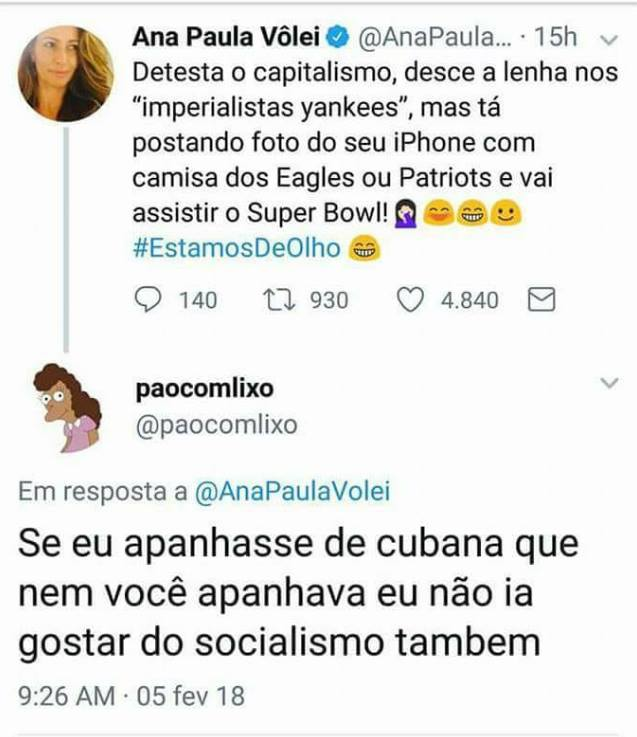 Ana Paula Vôlei @AnaPaula... · 15h
Detesta o capitalismo, desce a lenha nos
“imperialistas yankees”, mas tá
postando foto do seu iPhone com
camisa dos Eagles ou Patriots e vai
assistir o Super Bowl! 🤦🏻‍♀️😄😁🙂
#EstamosDeOlho 😁
140 930 4.840
paocomlixo
@paocomlixo
Em resposta a @AnaPaulaVolei
Se eu apanhasse de cubana que
nem você apanhava eu não ia
gostar do socialismo tambem
9:26 AM · 05 fev 18